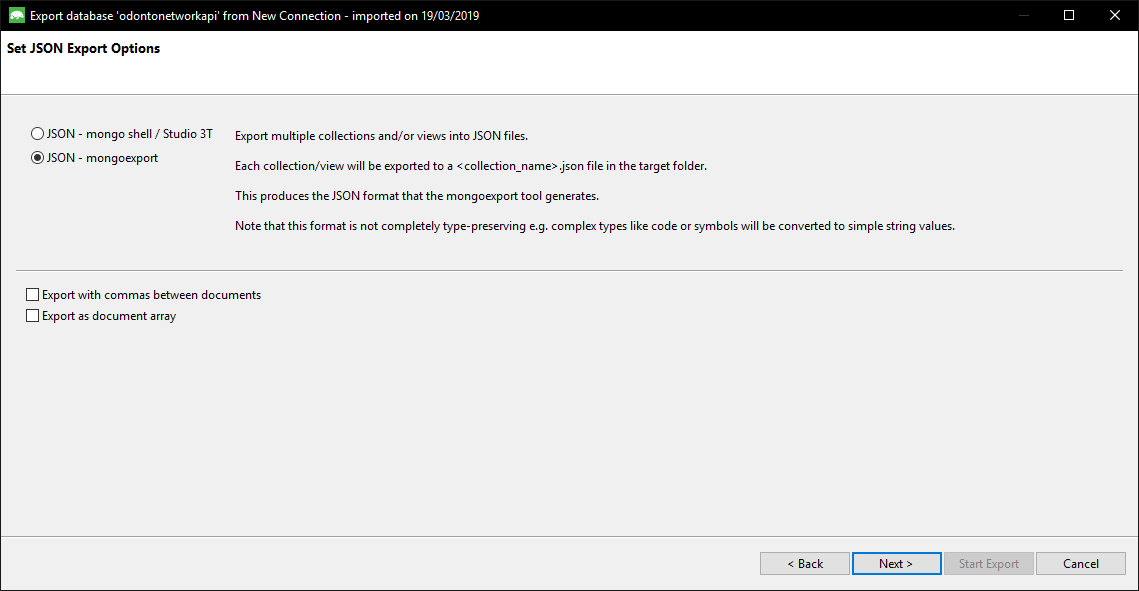 Export database 'odontonetworkapi' from New Connection - imported on 19/03/2019
Set JSON Export Options
JSON - mongo shell / Studio 3T
JSON - mongoexport
Export multiple collections and/or views into JSON files.
Each collection/view will be exported to a <collection_name>.json file in the target folder.
This produces the JSON format that the mongoexport tool generates.
Note that this format is not completely type-preserving e.g. complex types like code or symbols will be converted to simple string values.
Export with commas between documents
Export as document array
< Back
Next >
Start Export
Cancel